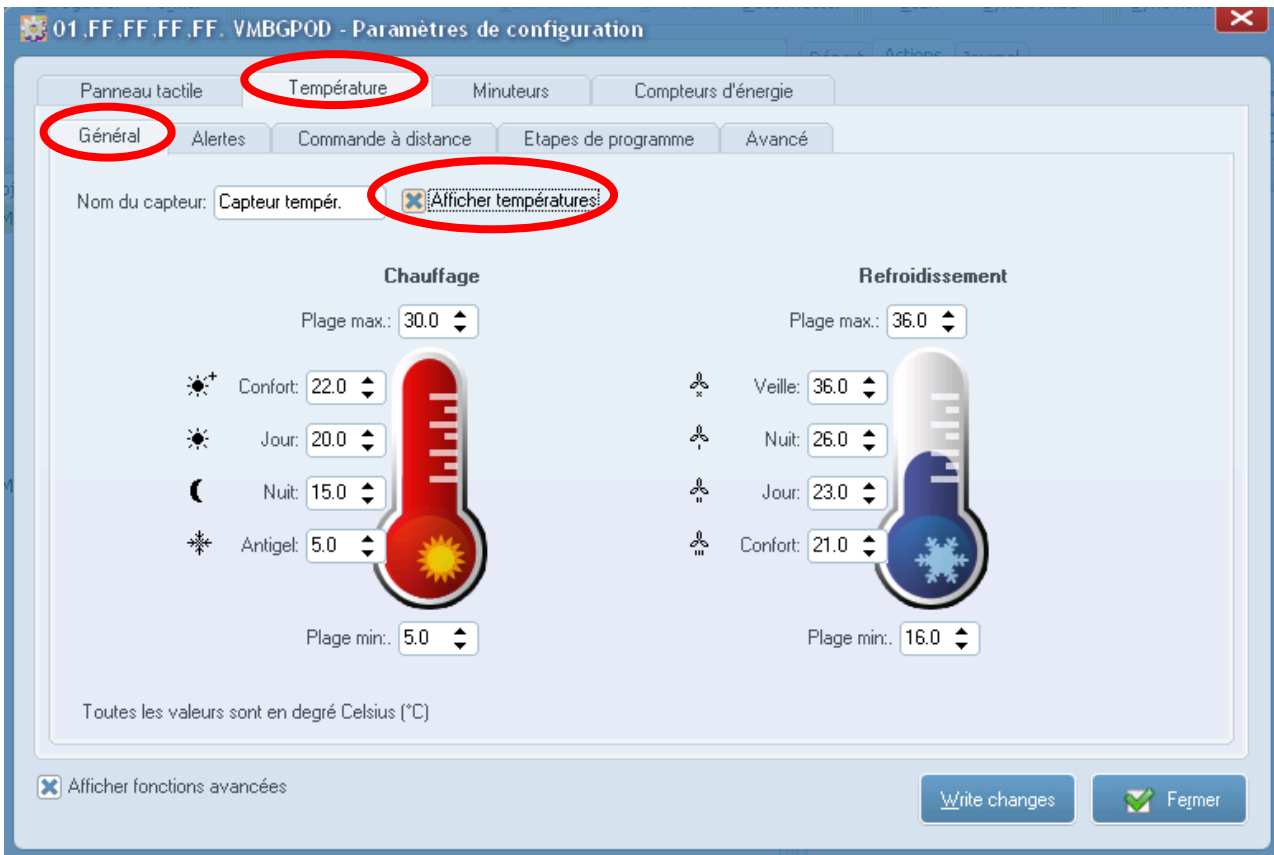 01,FF,FF,FF,FF. VMBGPOD - Paramètres de configuration
Actions
Panneau tactile Température Minuteurs Compteurs d'énergie
Général Alertes Commande à distance Etapes de programme Avancé
Nom du capteur: Capteur tempér. Afficher températures
Chauffage Refroidissement
Plage max.: 30.0 Plage max.: 36.0
Confort: 22.0 Veille: 36.0
Jour: 20.0 Nuit: 26.0
Nuit: 15.0 Jour: 23.0
Antigel: 5.0 Confort: 21.0
Plage min:. 5.0 Plage min:. 16.0
Toutes les valeurs sont en degré Celsius (°C)
Afficher fonctions avancées
Write changes Fermer